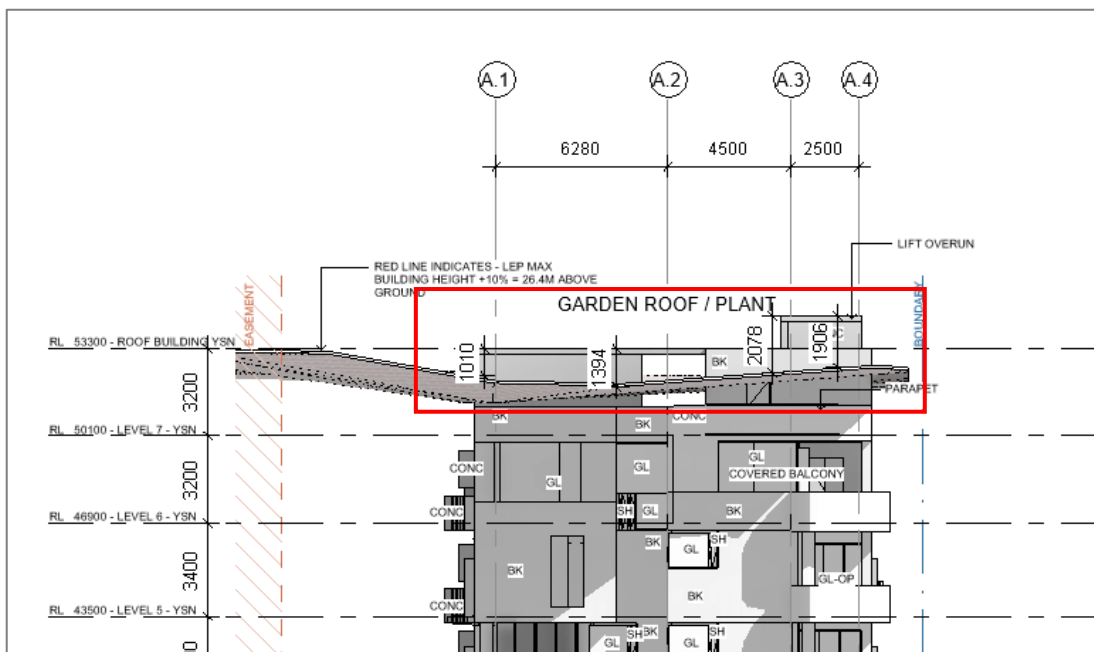 A.1 A.2 A.3 A.4
6280 4500 2500
LIFT OVERUN
RED LINE INDICATES - LEP MAX
BUILDING HEIGHT +10% = 26.4M ABOVE
GROUND
EASEMENT
BOUNDARY
GARDEN ROOF / PLANT
RL 53300 - ROOF BUILDING YSN
1010
1394
2078
1906
BK
3200
PARAPET
BK BK CONC
RL 50100 - LEVEL 7 - YSN
CONC GL GL GL
COVERED BALCONY
3200
CONC SH GL BK
RL 46900 - LEVEL 6 - YSN
BK GL SH
BK GL-OP
3400
BK
CONC
RL 43500 - LEVEL 5 - YSN
GL SH BK GL SH